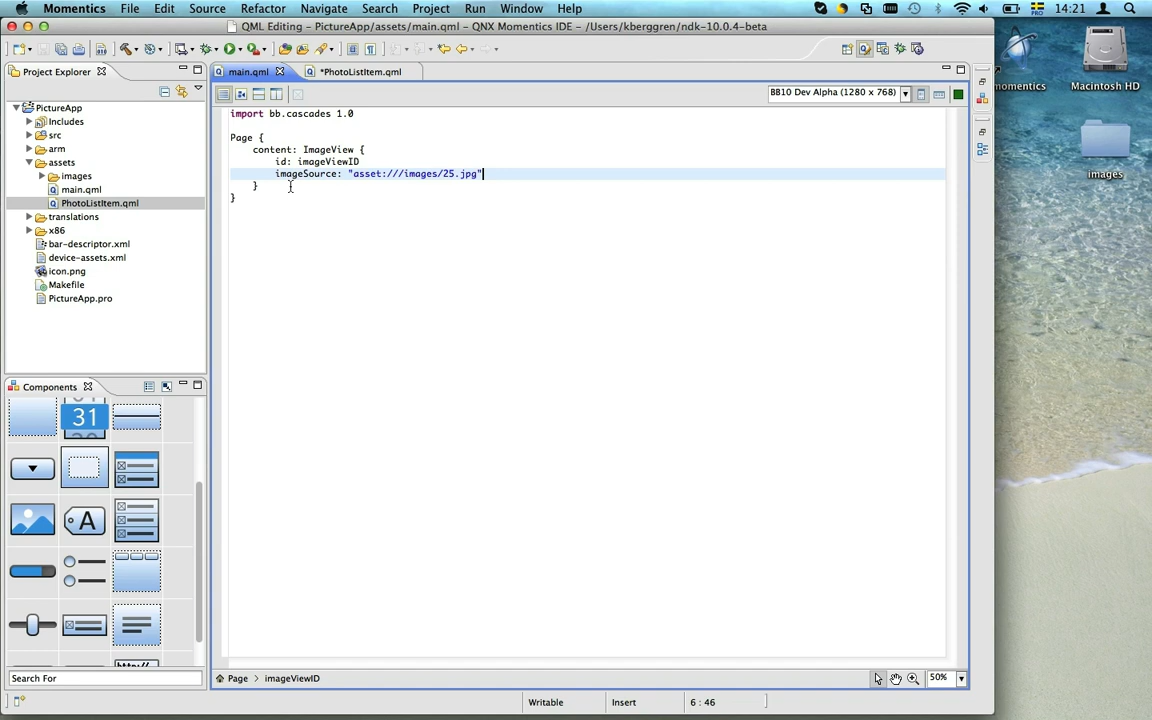 Momentics File Edit Source Refactor Navigate Search Project Run Window Help
14:21
QML Editing – PictureApp/assets/main.qml – QNX Momentics IDE – /Users/kberggren/ndk-10.0.4-beta
Project Explorer
PictureApp
Includes
src
arm
assets
images
main.qml
PhotoListItem.qml
translations
x86
bar-descriptor.xml
device-assets.xml
icon.png
Makefile
PictureApp.pro
main.qml
*PhotoListItem.qml
BB10 Dev Alpha (1280 x 768)
import bb.cascades 1.0
Page {
content: ImageView {
id: imageViewID
imageSource: "asset:///images/25.jpg"
}
}
Components
31
A
http://
Search For
Page > imageViewID
50%
Writable
Insert
6 : 46
momentics
Macintosh HD
images